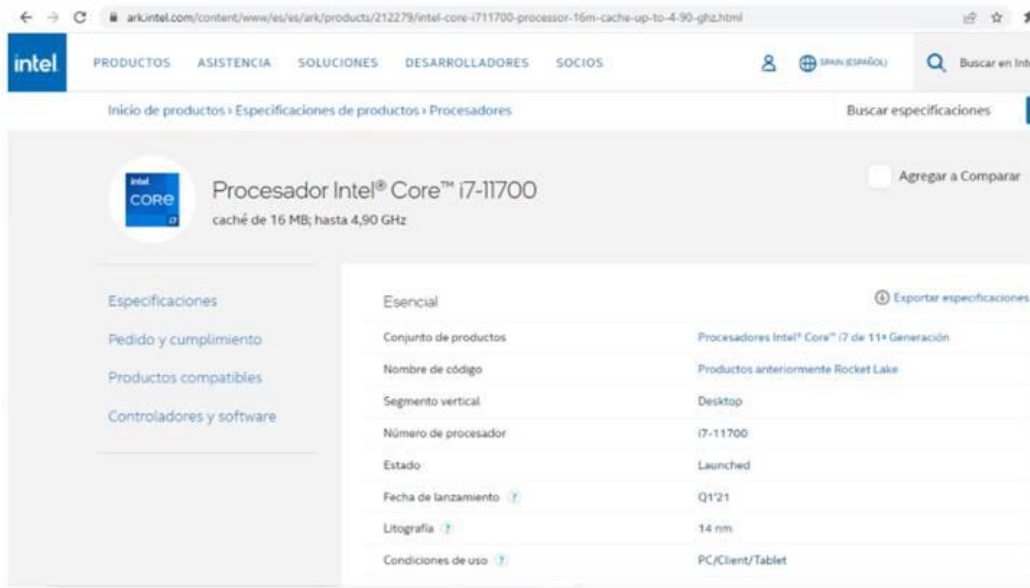 ark.intel.com/content/www/es/es/ark/products/212279/intel-core-i711700-processor-16m-cache-up-to-4-90-ghz.html
intel
PRODUCTOS ASISTENCIA SOLUCIONES DESARROLLADORES SOCIOS SPAIN (ESPAÑOL) Buscar en Inte
Inicio de productos › Especificaciones de productos › Procesadores Buscar especificaciones
intel
CORE
i7
Procesador Intel® Core™ i7-11700
caché de 16 MB; hasta 4,90 GHz
Agregar a Comparar
Especificaciones
Pedido y cumplimiento
Productos compatibles
Controladores y software
Esencial Exportar especificaciones
Conjunto de productos Procesadores Intel® Core™ i7 de 11ª Generación
Nombre de código Productos anteriormente Rocket Lake
Segmento vertical Desktop
Número de procesador i7-11700
Estado Launched
Fecha de lanzamiento ? Q1'21
Litografía ? 14 nm
Condiciones de uso ? PC/Client/Tablet